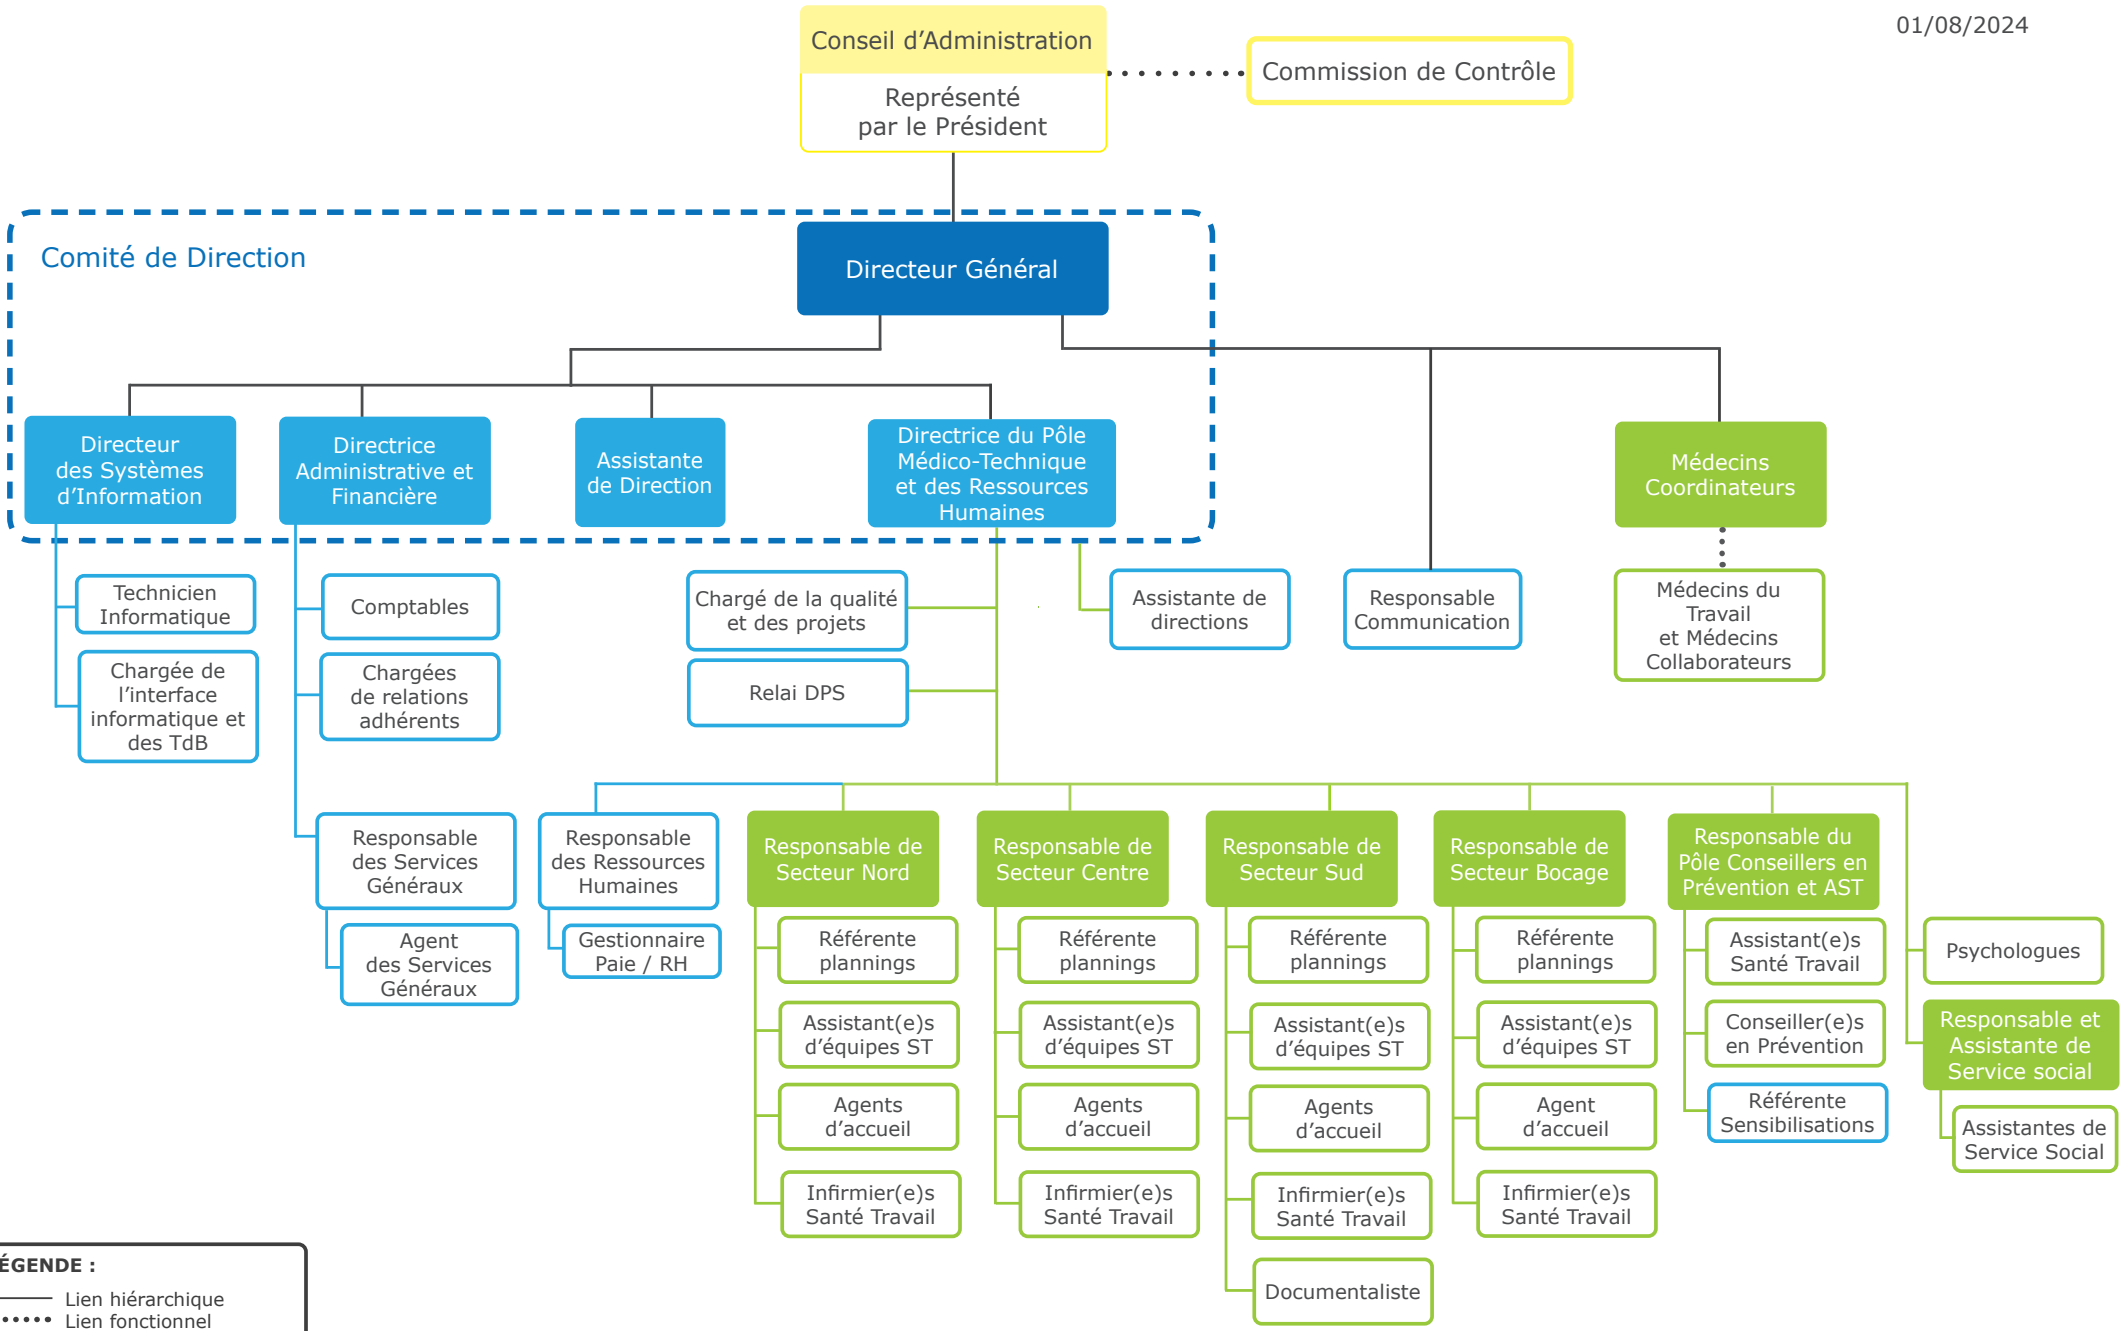 01/08/2024
Conseil d’Administration
Représenté
par le Président
Commission de Contrôle
Comité de Direction
Directeur Général
Directeur
des Systèmes
d’Information
Directrice
Administrative et
Financière
Assistante
de Direction
Directrice du Pôle
Médico-Technique
et des Ressources
Humaines
Médecins
Coordinateurs
Technicien
Informatique
Chargée de
l’interface
informatique et
des TdB
Comptables
Chargées
de relations
adhérents
Chargé de la qualité
et des projets
Relai DPS
Assistante de
directions
Responsable
Communication
Médecins du
Travail
et Médecins
Collaborateurs
Responsable
des Services
Généraux
Agent
des Services
Généraux
Responsable
des Ressources
Humaines
Gestionnaire
Paie / RH
Responsable de
Secteur Nord
Référente
plannings
Assistant(e)s
d’équipes ST
Agents
d’accueil
Infirmier(e)s
Santé Travail
Responsable de
Secteur Centre
Référente
plannings
Assistant(e)s
d’équipes ST
Agents
d’accueil
Infirmier(e)s
Santé Travail
Responsable de
Secteur Sud
Référente
plannings
Assistant(e)s
d’équipes ST
Agents
d’accueil
Infirmier(e)s
Santé Travail
Documentaliste
Responsable de
Secteur Bocage
Référente
plannings
Assistant(e)s
d’équipes ST
Agent
d’accueil
Infirmier(e)s
Santé Travail
Responsable du
Pôle Conseillers en
Prévention et AST
Assistant(e)s
Santé Travail
Conseiller(e)s
en Prévention
Référente
Sensibilisations
Psychologues
Responsable et
Assistante de
Service social
Assistantes de
Service Social
ÉGENDE :
Lien hiérarchique
Lien fonctionnel